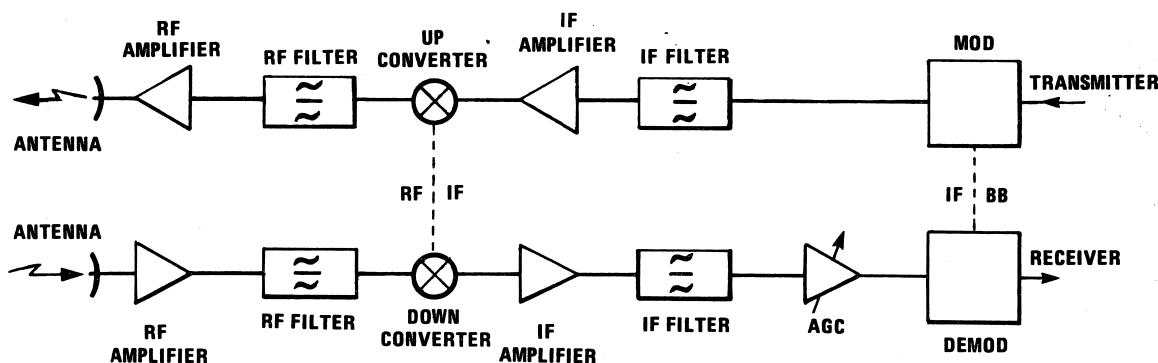 RF
AMPLIFIER
RF FILTER
UP
CONVERTER
IF
AMPLIFIER
IF FILTER
MOD
TRANSMITTER
ANTENNA
RF IF
IF BB
ANTENNA
RF
AMPLIFIER
RF FILTER
DOWN
CONVERTER
IF
AMPLIFIER
IF FILTER
AGC
DEMOD
RECEIVER